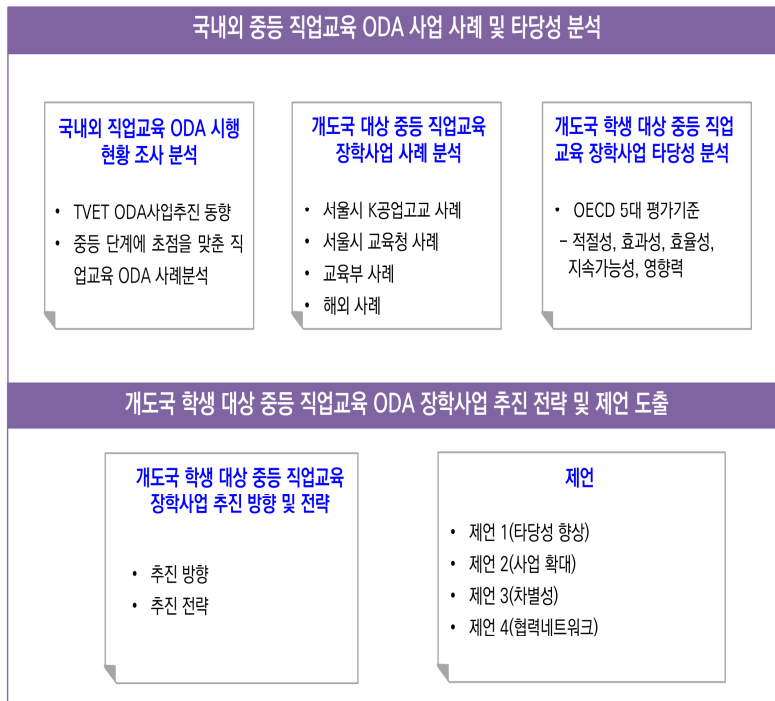 국내외 중등 직업교육 ODA 사업 사례 및 타당성 분석
국내외 직업교육 ODA 시행
현황 조사 분석
• TVET ODA사업추진 동향
• 중등 단계에 초점을 맞춘 직
업교육 ODA 사례분석
개도국 대상 중등 직업교육
장학사업 사례 분석
• 서울시 K공업고교 사례
• 서울시 교육청 사례
• 교육부 사례
• 해외 사례
개도국 학생 대상 중등 직업
교육 장학사업 타당성 분석
• OECD 5대 평가기준
– 적절성, 효과성, 효율성,
지속가능성, 영향력
개도국 학생 대상 중등 직업교육 ODA 장학사업 추진 전략 및 제언 도출
개도국 학생 대상 중등 직업교육
장학사업 추진 방향 및 전략
• 추진 방향
• 추진 전략
제언
• 제언 1(타당성 향상)
• 제언 2(사업 확대)
• 제언 3(차별성)
• 제언 4(협력네트워크)